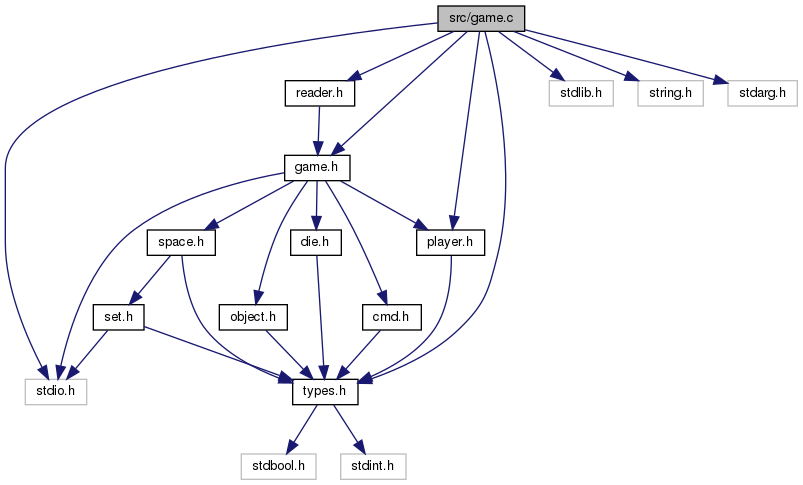 src/game.c
reader.h
stdlib.h
string.h
stdarg.h
game.h
space.h
die.h
player.h
set.h
object.h
cmd.h
stdio.h
types.h
stdbool.h
stdint.h